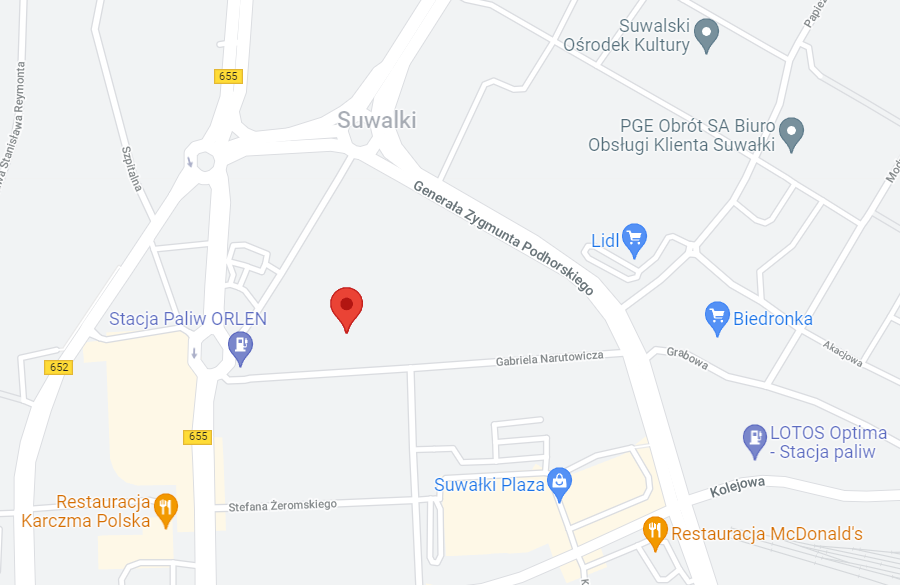 Suwalski
Ośrodek Kultury
655
Suwalki
PGE Obrót SA Biuro
Obsługi Klienta Suwałki
Szpitalna
Generała Zygmunta Podhorskiego
Lidl
Stacja Paliw ORLEN
Biedronka
Gabriela Narutowicza
Grabowa
Akacjowa
652
655
LOTOS Optima
- Stacja paliw
Suwałki Plaza
Kolejowa
Restauracja
Karczma Polska
Stefana Żeromskiego
Restauracja McDonald's
Stanisława Reymonta